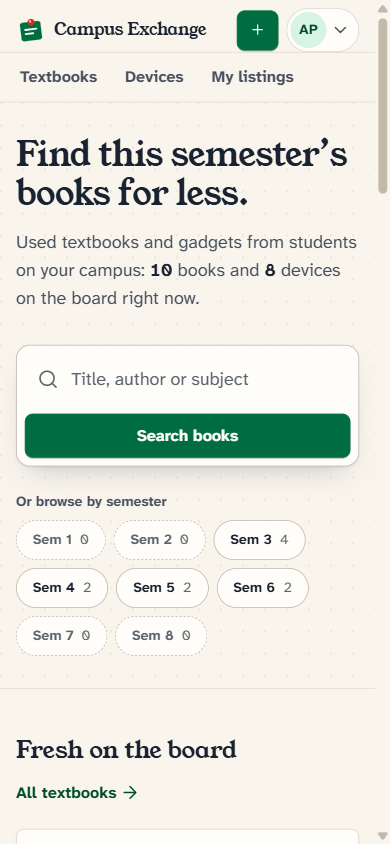 Campus Exchange
+
AP
Textbooks Devices My listings
Find this semester's
books for less.
Used textbooks and gadgets from students
on your campus: 10 books and 8 devices
on the board right now.
Title, author or subject
Search books
Or browse by semester
Sem 1 0 Sem 2 0 Sem 3 4
Sem 4 2 Sem 5 2 Sem 6 2
Sem 7 0 Sem 8 0
Fresh on the board
All textbooks →